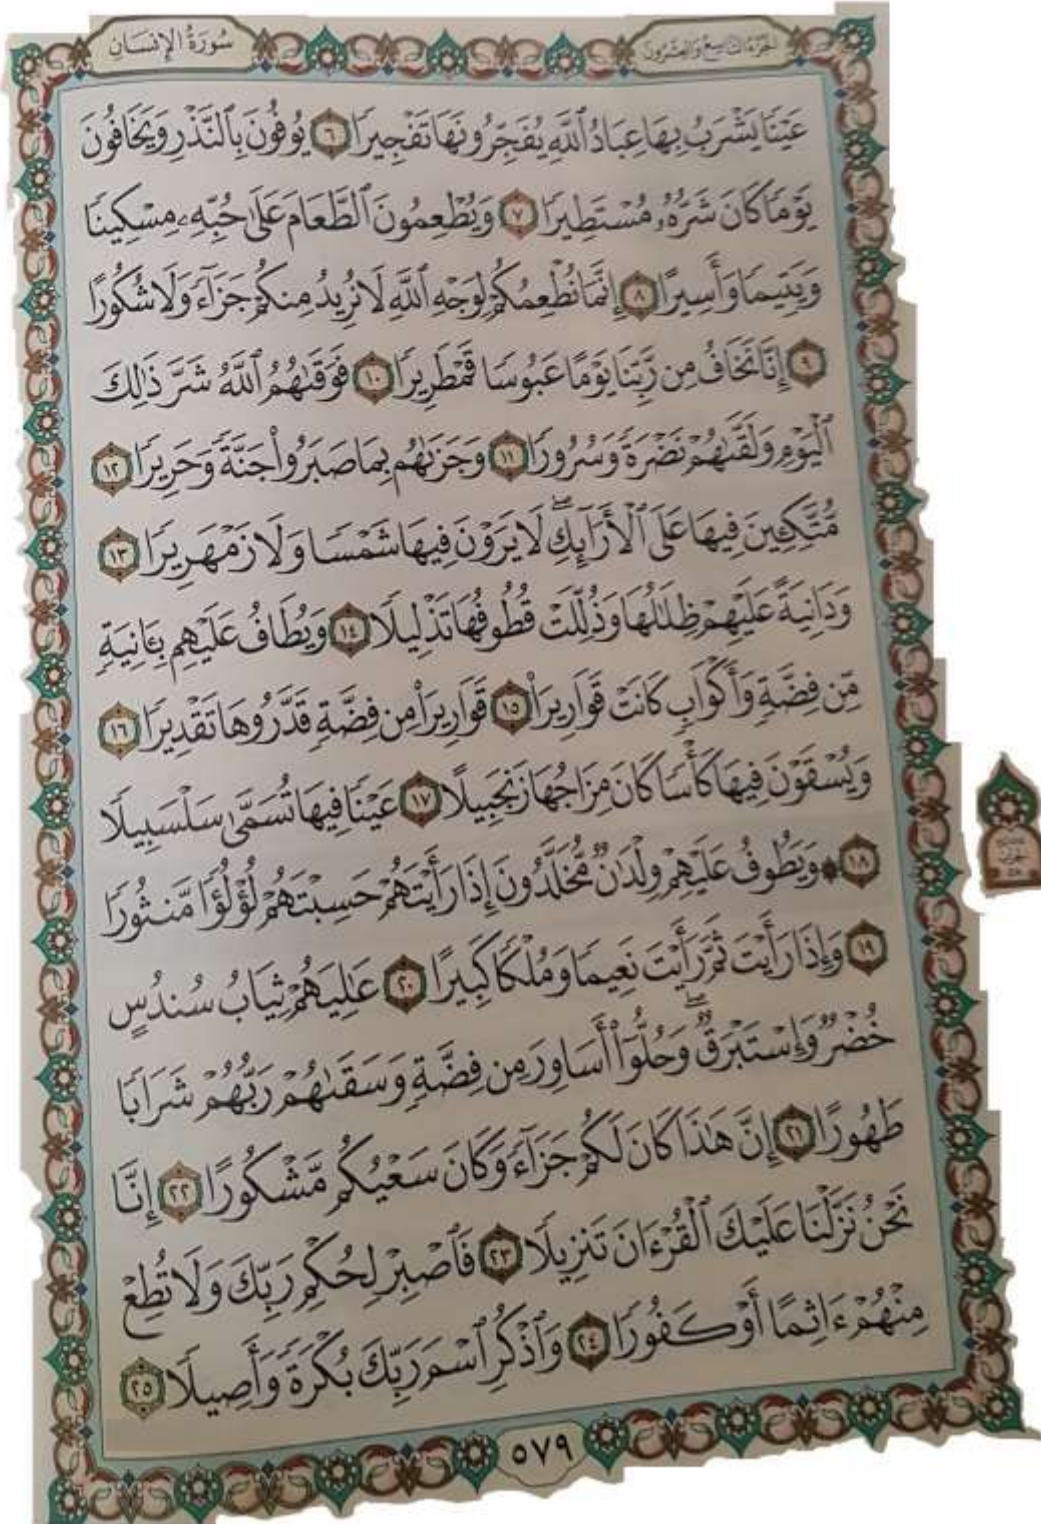 الجزء التاسع والعشرون
سورة الإنسان
عَيْنًا يَشْرَبُ بِهَا عِبَادُ ٱللَّهِ يُفَجِّرُونَهَا تَفْجِيرًا ٦ يُوفُونَ بِٱلنَّذْرِ وَيَخَافُونَ
يَوْمًا كَانَ شَرُّهُۥ مُسْتَطِيرًا ٧ وَيُطْعِمُونَ ٱلطَّعَامَ عَلَىٰ حُبِّهِۦ مِسْكِينًا
وَيَتِيمًا وَأَسِيرًا ٨ إِنَّمَا نُطْعِمُكُمْ لِوَجْهِ ٱللَّهِ لَا نُرِيدُ مِنكُمْ جَزَآءً وَلَا شُكُورًا
٩ إِنَّا نَخَافُ مِن رَّبِّنَا يَوْمًا عَبُوسًا قَمْطَرِيرًا ١٠ فَوَقَىٰهُمُ ٱللَّهُ شَرَّ ذَٰلِكَ
ٱلْيَوْمِ وَلَقَّىٰهُمْ نَضْرَةً وَسُرُورًا ١١ وَجَزَىٰهُم بِمَا صَبَرُوا۟ جَنَّةً وَحَرِيرًا ١٢
مُّتَّكِـِٔينَ فِيهَا عَلَى ٱلْأَرَآئِكِ ۖ لَا يَرَوْنَ فِيهَا شَمْسًا وَلَا زَمْهَرِيرًا ١٣
وَدَانِيَةً عَلَيْهِمْ ظِلَٰلُهَا وَذُلِّلَتْ قُطُوفُهَا تَذْلِيلًا ١٤ وَيُطَافُ عَلَيْهِم بِـَٔانِيَةٍ
مِّن فِضَّةٍ وَأَكْوَابٍ كَانَتْ قَوَارِيرَا۠ ١٥ قَوَارِيرَا۟ مِن فِضَّةٍ قَدَّرُوهَا تَقْدِيرًا ١٦
وَيُسْقَوْنَ فِيهَا كَأْسًا كَانَ مِزَاجُهَا زَنجَبِيلًا ١٧ عَيْنًا فِيهَا تُسَمَّىٰ سَلْسَبِيلًا
١٨ ۞ وَيَطُوفُ عَلَيْهِمْ وِلْدَٰنٌ مُّخَلَّدُونَ إِذَا رَأَيْتَهُمْ حَسِبْتَهُمْ لُؤْلُؤًا مَّنثُورًا
١٩ وَإِذَا رَأَيْتَ ثَمَّ رَأَيْتَ نَعِيمًا وَمُلْكًا كَبِيرًا ٢٠ عَٰلِيَهُمْ ثِيَابُ سُندُسٍ
خُضْرٌ وَإِسْتَبْرَقٌ ۖ وَحُلُّوٓا۟ أَسَاوِرَ مِن فِضَّةٍ وَسَقَىٰهُمْ رَبُّهُمْ شَرَابًا
طَهُورًا ٢١ إِنَّ هَٰذَا كَانَ لَكُمْ جَزَآءً وَكَانَ سَعْيُكُم مَّشْكُورًا ٢٢ إِنَّا
نَحْنُ نَزَّلْنَا عَلَيْكَ ٱلْقُرْءَانَ تَنزِيلًا ٢٣ فَٱصْبِرْ لِحُكْمِ رَبِّكَ وَلَا تُطِعْ
مِنْهُمْ ءَاثِمًا أَوْ كَفُورًا ٢٤ وَٱذْكُرِ ٱسْمَ رَبِّكَ بُكْرَةً وَأَصِيلًا ٢٥
٥٧٩